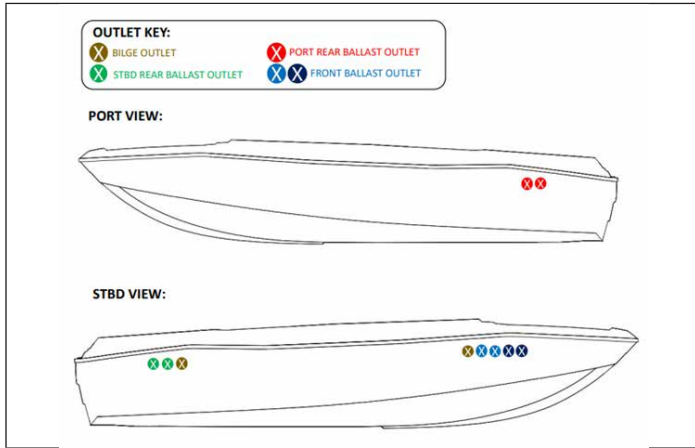 OUTLET KEY:
X BILGE OUTLET X PORT REAR BALLAST OUTLET
X STBD REAR BALLAST OUTLET X X FRONT BALLAST OUTLET
PORT VIEW:
X X
STBD VIEW:
X X X X X X X X